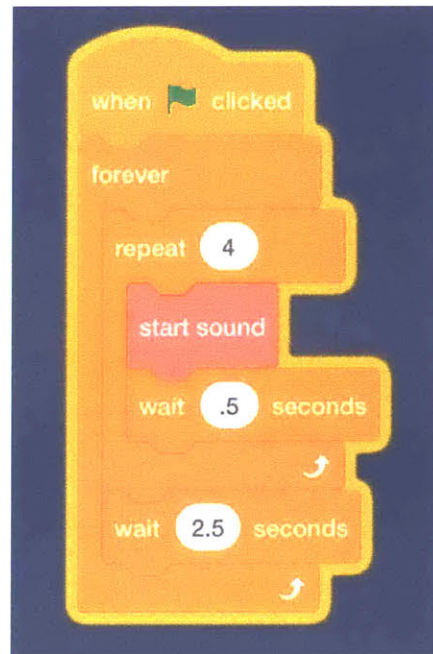 when clicked
forever
repeat 4
start sound
wait .5 seconds
wait 2.5 seconds